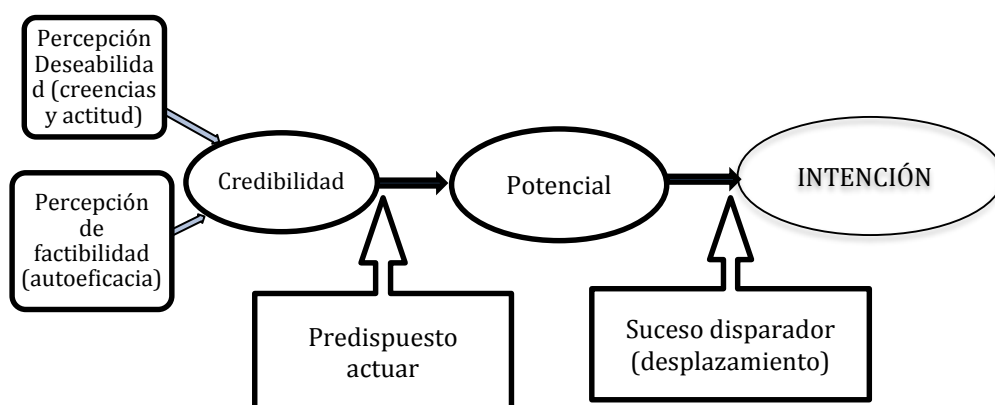 Percepción
Deseabilida
d (creencias
y actitud)
Percepción
de
factibilidad
(autoeficacia)
Credibilidad
Potencial
INTENCIÓN
Predispuesto
actuar
Suceso disparador
(desplazamiento)